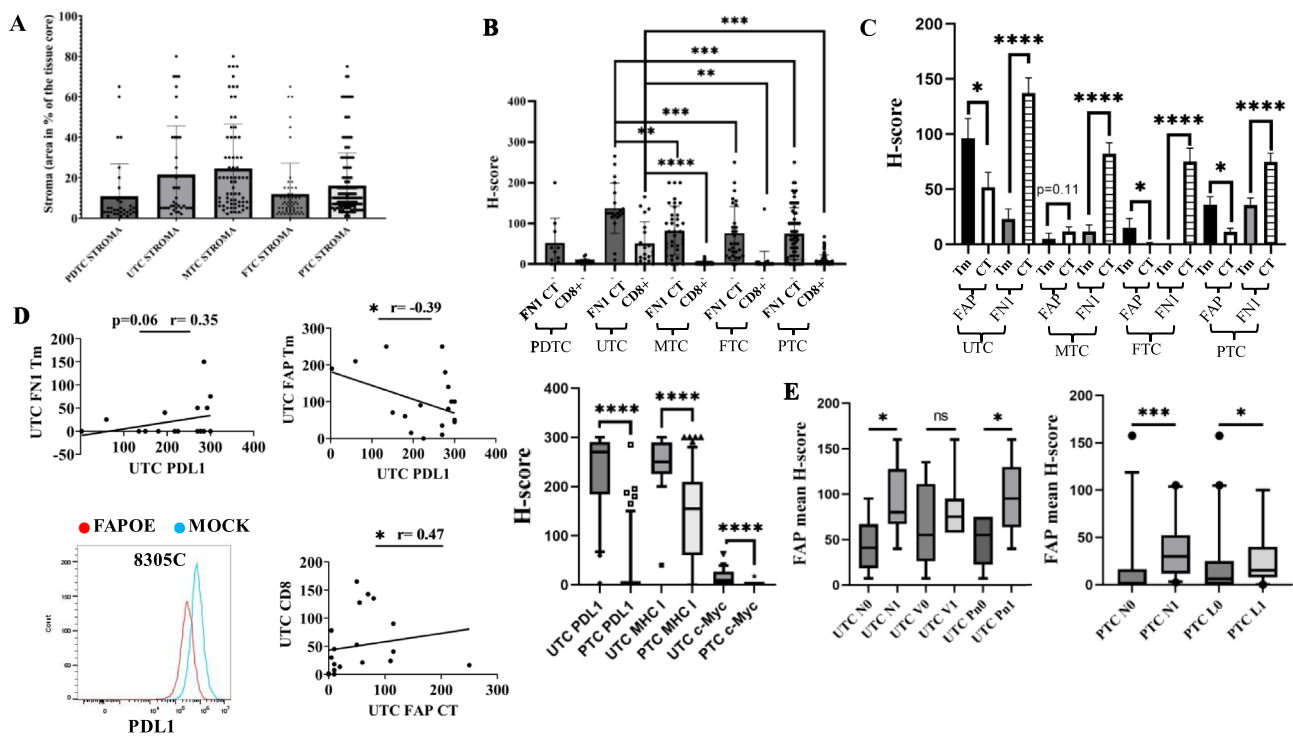 A
Stroma (area in % of the tissue core)
100
80
60
40
20
0
PDTC STROMA
UTC STROMA
MTC STROMA
FTC STROMA
PTC STROMA
B
H-score
400
300
200
100
0
***
***
**
***
**
****
FN1 CT
CD8+
FN1 CT
CD8+
FN1 CT
CD8+
FN1 CT
CD8+
FN1 CT
CD8+
PDTC
UTC
MTC
FTC
PTC
C
H-score
200
150
100
50
0
*
****
p=0.11
****
*
****
*
****
Tm CT Tm CT Tm CT Tm CT Tm CT Tm CT Tm CT Tm CT
FAP FN1 FAP FN1 FAP FN1 FAP FN1
UTC
MTC
FTC
PTC
D
p=0.06 r= 0.35
UTC FN1 Tm
200
150
100
50
0
-50
100 200 300 400
UTC PDL1
* r= -0.39
UTC FAP Tm
300
200
100
0
0 100 200 300 400
UTC PDL1
FAPOE MOCK
8305C
Count
200
150
100
50
0
0 10⁴ 10⁵ 10⁶ 10⁷
PDL1
* r= 0.47
UTC CD8
200
150
100
50
0
0 100 200 300
UTC FAP CT
H-score
400
300
200
100
0
****
****
****
UTC PDL1
PTC PDL1
UTC MHC I
PTC MHC I
UTC c-Myc
PTC c-Myc
E
FAP mean H-score
200
150
100
50
0
* ns *
UTC N0
UTC N1
UTC V0
UTC V1
UTC Pn0
UTC Pn1
FAP mean H-score
200
150
100
50
0
*** *
PTC N0
PTC N1
PTC L0
PTC L1